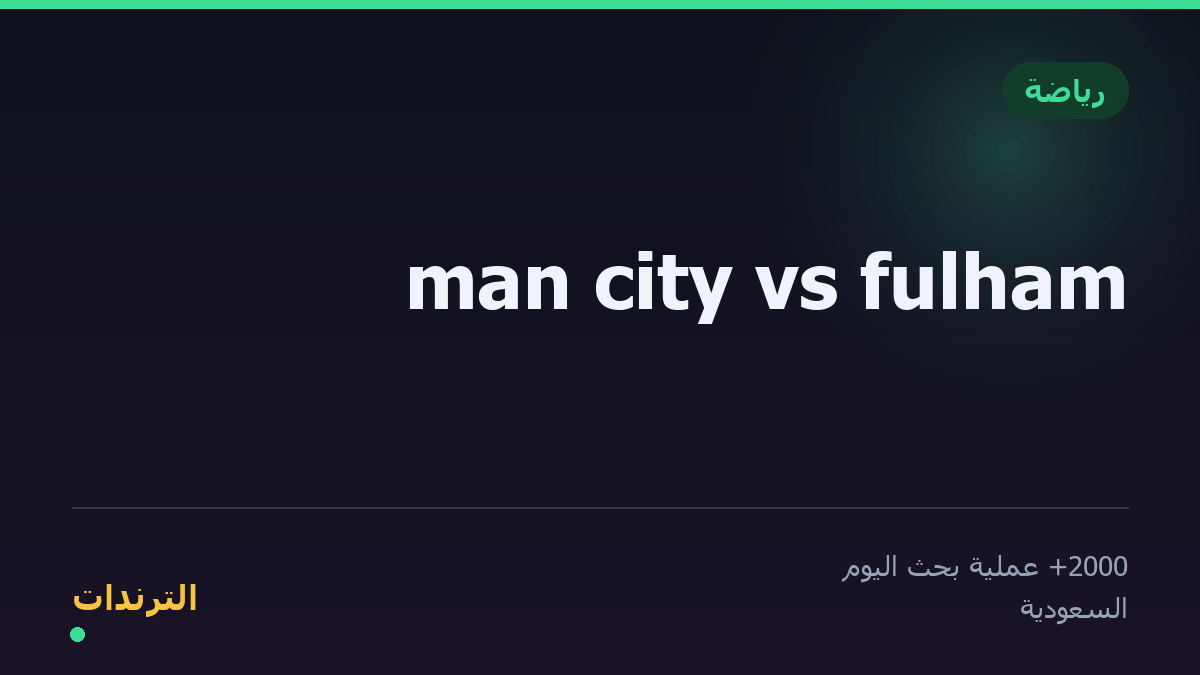 رياضة
man city vs fulham
2000+ عملية بحث اليوم
السعودية
الترندات